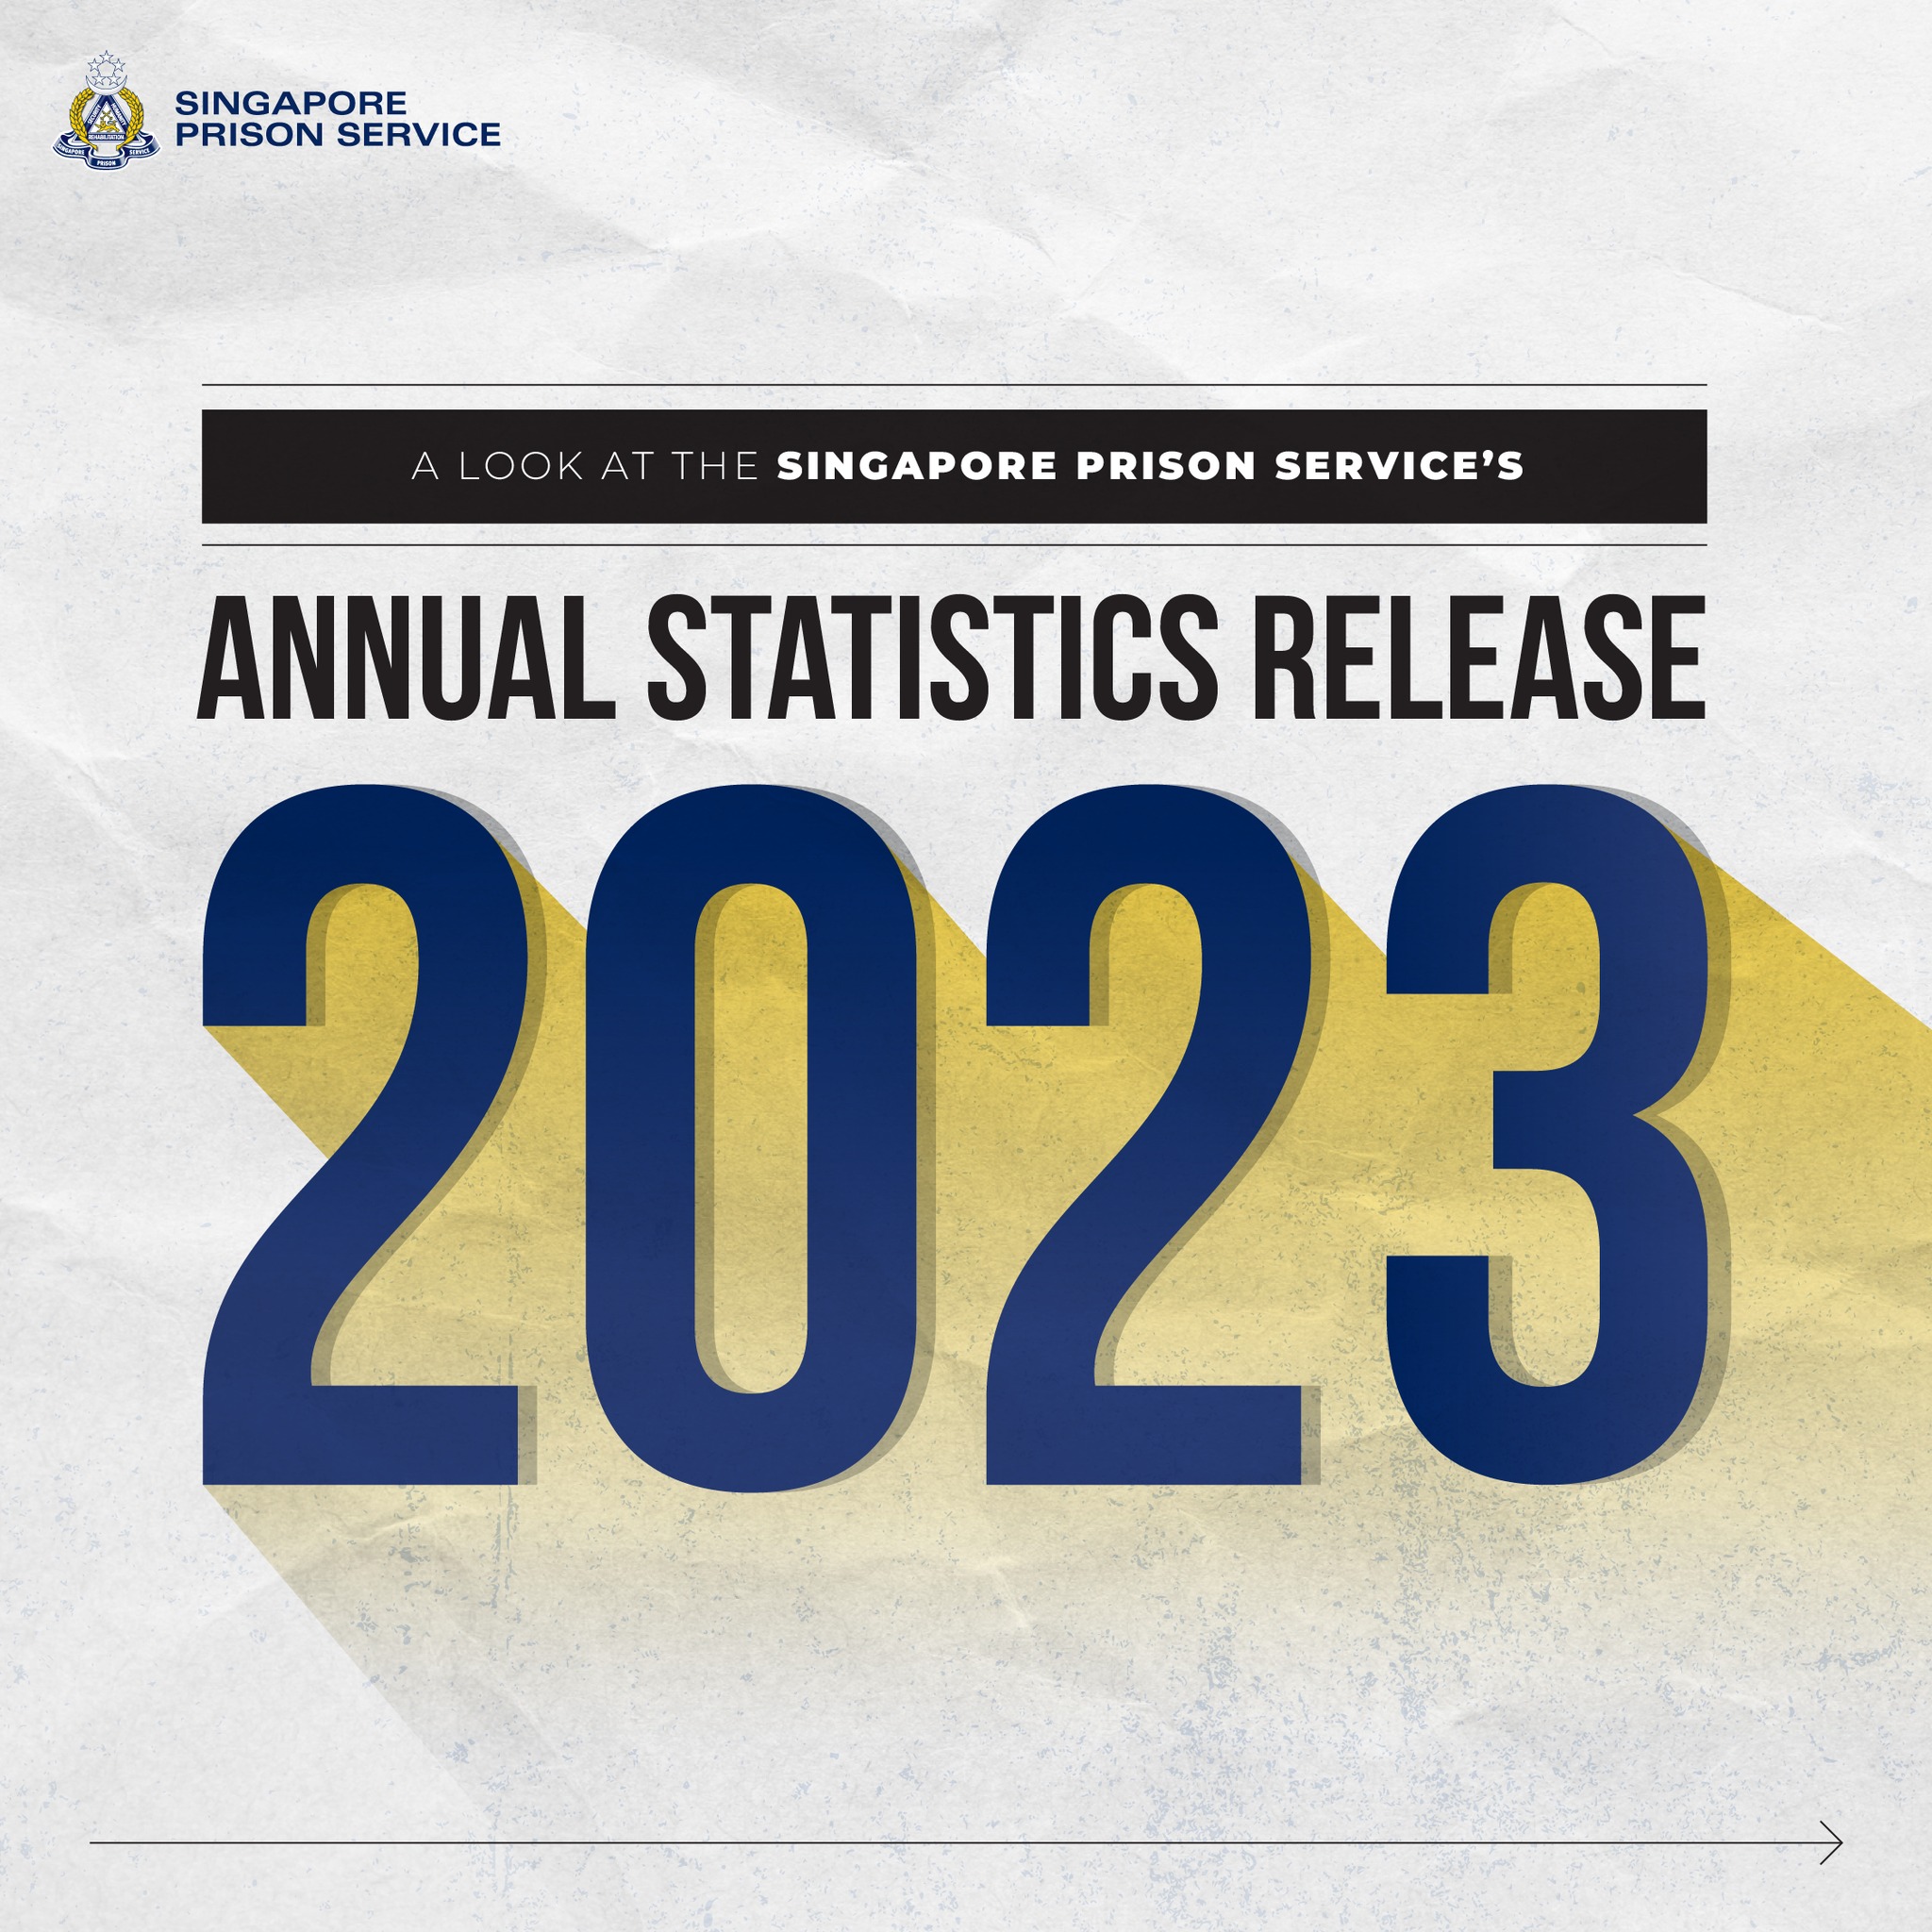 SINGAPORE
PRISON SERVICE
REHABILITATION
SINGAPORE PRISON SERVICE
A LOOK AT THE SINGAPORE PRISON SERVICE’S
ANNUAL STATISTICS RELEASE
2023